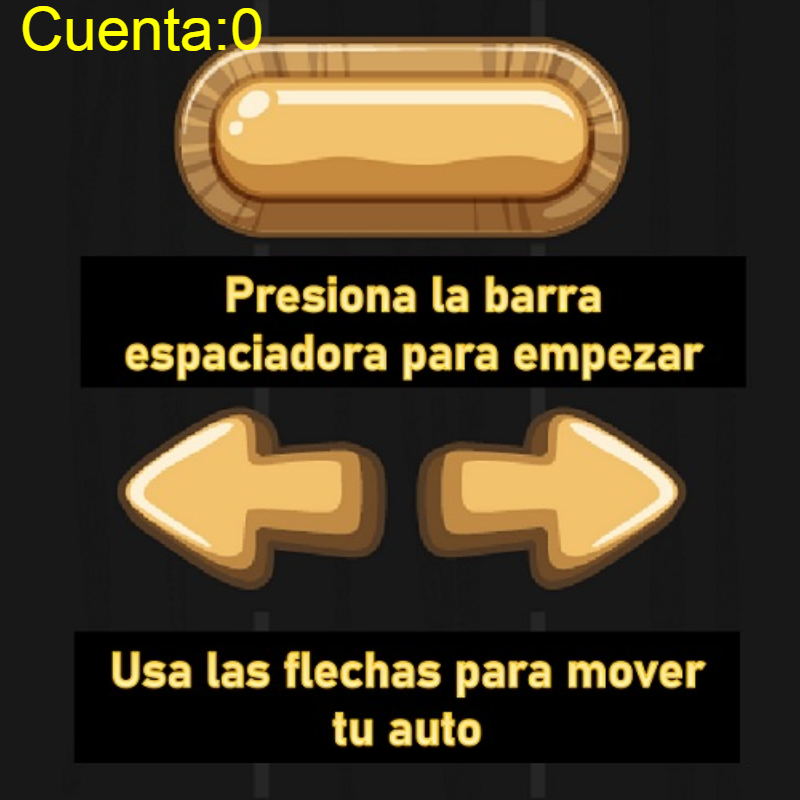 Cuenta:0
Presiona la barra
espaciadora para empezar
Usa las flechas para mover
tu auto